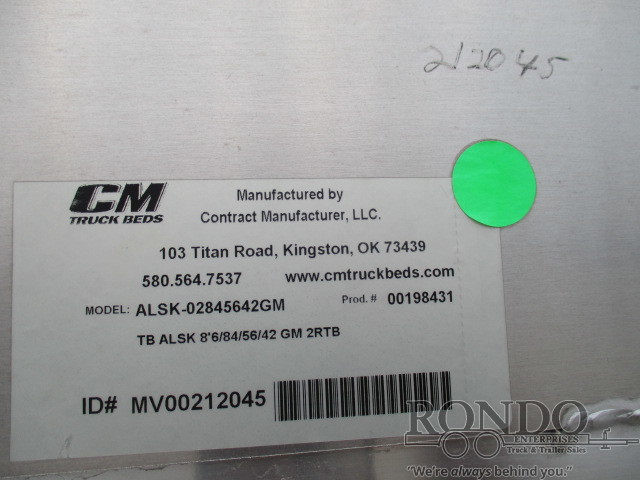 212045
CM
TRUCK BEDS
Manufactured by
Contract Manufacturer, LLC.
103 Titan Road, Kingston, OK 73439
580.564.7537 www.cmtruckbeds.com
MODEL: ALSK-02845642GM Prod. # 00198431
TB ALSK 8'6/84/56/42 GM 2RTB
ID# MV00212045
RONDO
ENTERPRISES
Truck & Trailer Sales
"We're always behind you."